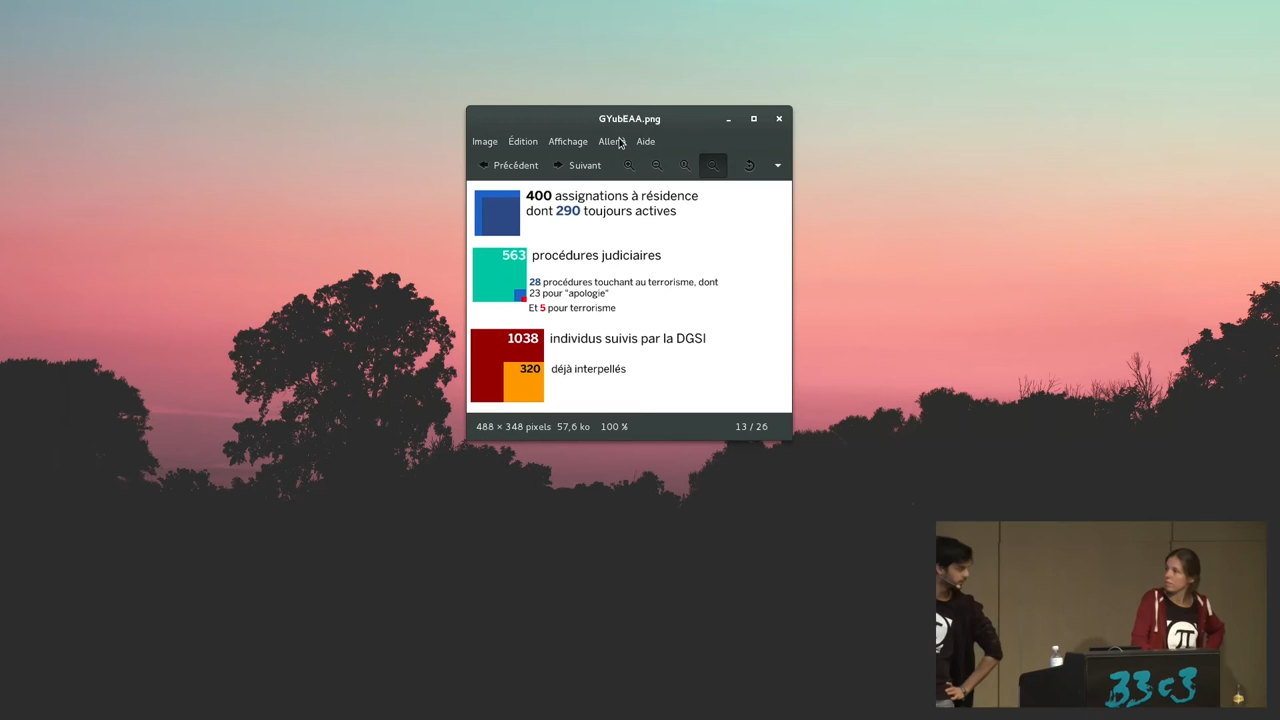 GYubEAA.png
Image Édition Affichage Aller Aide
Précédent Suivant
400 assignations à résidence
dont 290 toujours actives
563 procédures judiciaires
28 procédures touchant au terrorisme, dont
23 pour "apologie"
Et 5 pour terrorisme
1038 individus suivis par la DGSI
320 déjà interpellés
488 × 348 pixels 57,6 ko 100 % 13 / 26
π
33c3